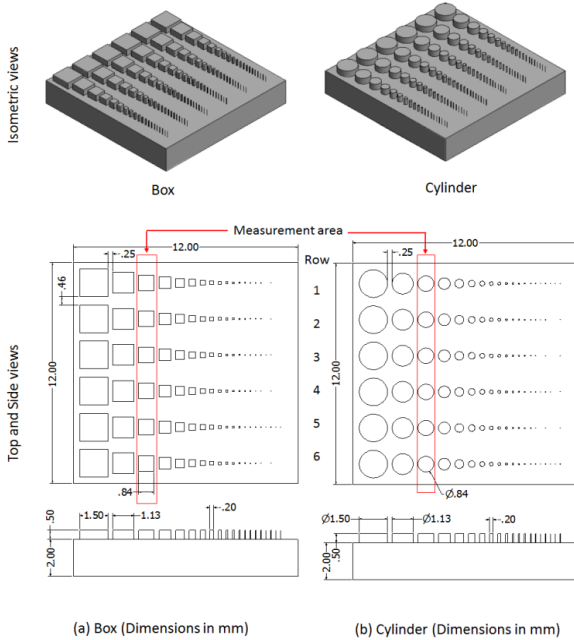 Isometric views
Box
Cylinder
Measurement area
12.00
.25
.46
12.00
.84
Row
1
2
3
4
5
6
12.00
.25
12.00
Ø.84
Top and Side views
.50
1.50
1.13
.20
2.00
Ø1.50
Ø1.13
.20
2.00
.50
(a) Box (Dimensions in mm)
(b) Cylinder (Dimensions in mm)